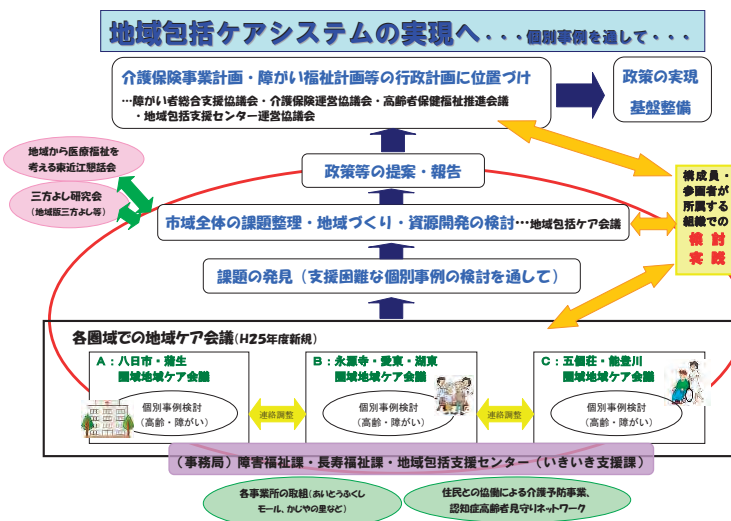 地域包括ケアシステムの実現へ・・・個別事例を通して・・・
介護保険事業計画・障がい福祉計画等の行政計画に位置づけ
…障がい者総合支援協議会・介護保険運営協議会・高齢者保健福祉推進会議
・地域包括支援センター運営協議会
政策の実現
基盤整備
地域から医療福祉を
考える東近江懇話会
三方よし研究会
(地域版三方よし等)
政策等の提案・報告
構成員・
参画者が
所属する
組織での
検討
実践
市域全体の課題整理・地域づくり・資源開発の検討…地域包括ケア会議
課題の発見(支援困難な個別事例の検討を通して)
各圏域での地域ケア会議(H25年度新規)
A:八日市・蒲生
圏域地域ケア会議
個別事例検討
(高齢・障がい)
連絡調整
B:永源寺・愛東・湖東
圏域地域ケア会議
個別事例検討
(高齢・障がい)
連絡調整
C:五個荘・能登川
圏域地域ケア会議
個別事例検討
(高齢・障がい)
(事務局)障害福祉課・長寿福祉課・地域包括支援センター(いきいき支援課)
各事業所の取組(あいとうふくし
モール、かじやの里など)
住民との協働による介護予防事業、
認知症高齢者見守りネットワーク